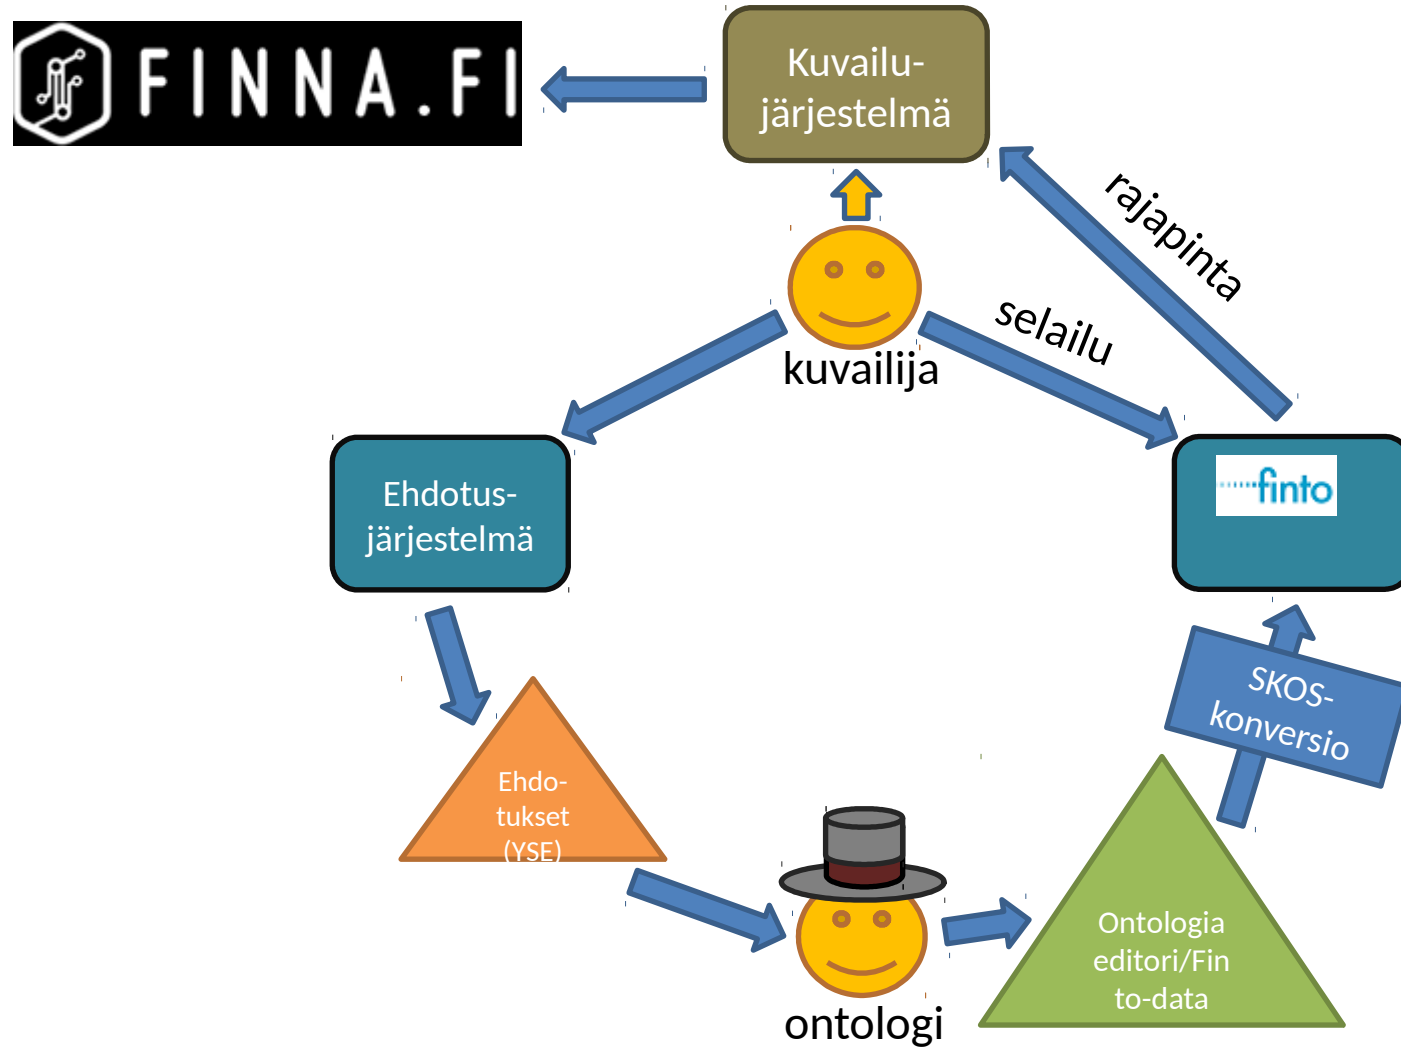 FINNA.FI
Kuvailu-
järjestelmä
rajapinta
selailu
kuvailija
Ehdotus-
järjestelmä
finto
SKOS-
konversio
Ehdo-
tukset
(YSE)
Ontologia
editori/Fin
to-data
ontologi